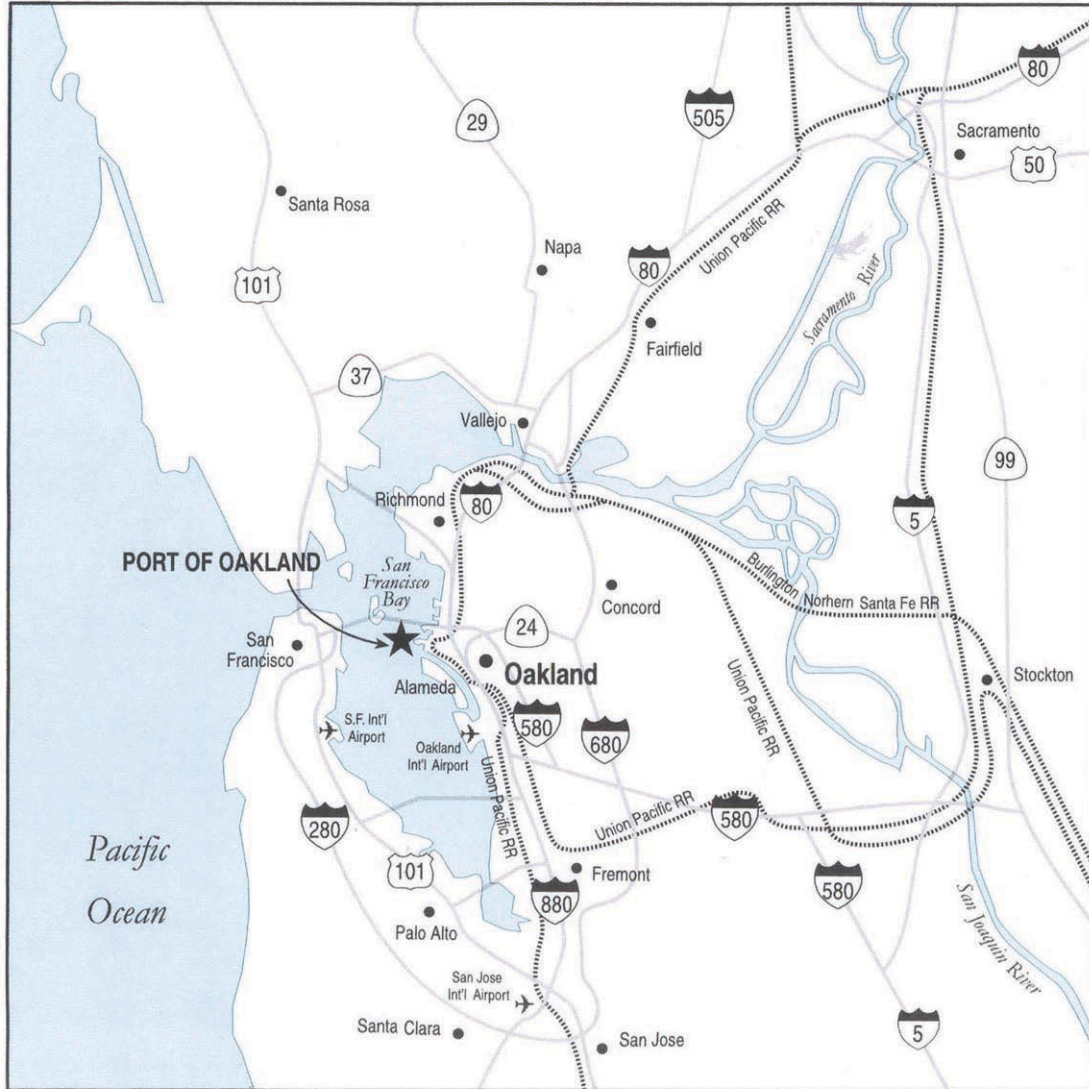 80
29
505
Sacramento
50
Santa Rosa
Union Pacific RR
Napa
80
101
Sacramento River
Fairfield
37
Vallejo
99
80
Richmond
5
PORT OF OAKLAND
San
Francisco
Bay
Burlington Norhern Santa Fe RR
Concord
24
San
Francisco
Oakland
Stockton
Alameda
Union Pacific RR
580
680
S.F. Int'l
Airport
Oakland
Int'l Airport
Union Pacific RR
280
Union Pacific RR
580
Pacific
Ocean
101
Fremont
880
580
Palo Alto
San Joaquin River
San Jose
Int'l Airport
Santa Clara
San Jose
5